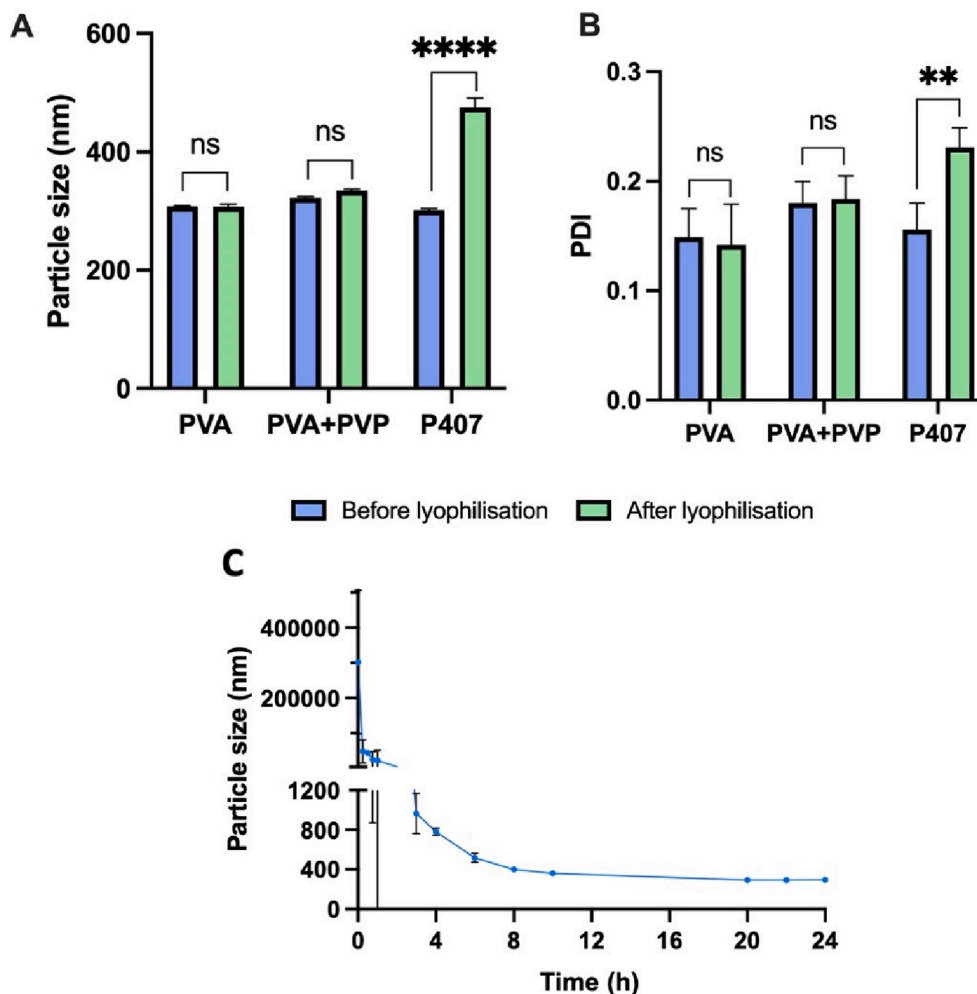 A
Particle size (nm)
600
400
200
0
ns
ns
****
PVA
PVA+PVP
P407
B
PDI
0.3
0.2
0.1
0.0
ns
ns
**
PVA
PVA+PVP
P407
Before lyophilisation
After lyophilisation
C
Particle size (nm)
400000
200000
1200
800
400
0
0
4
8
12
16
20
24
Time (h)